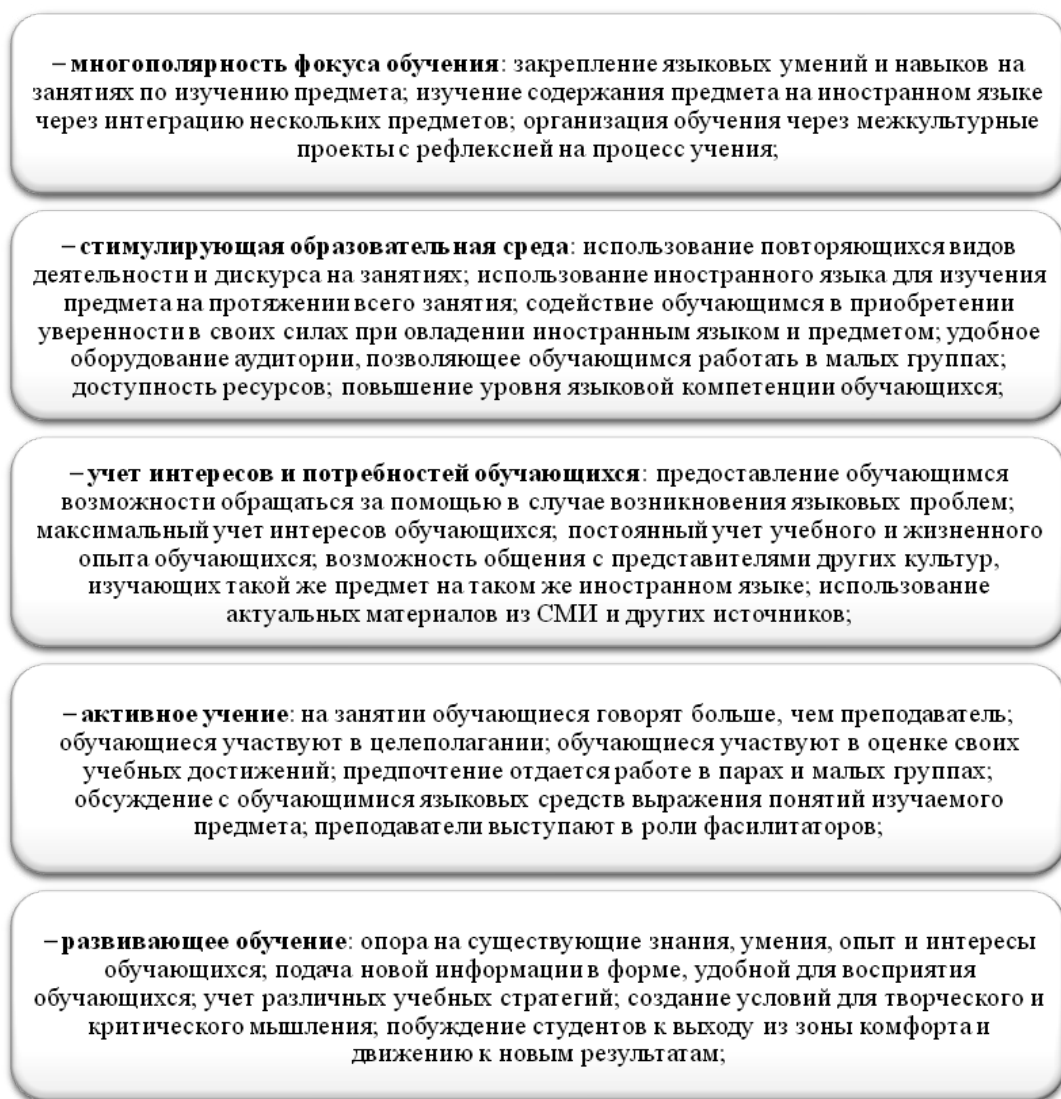 – многополярность фокуса обучения: закрепление языковых умений и навыков на
занятиях по изучению предмета; изучение содержания предмета на иностранном языке
через интеграцию нескольких предметов; организация обучения через межкультурные
проекты с рефлексией на процесс учения;
– стимулирующая образовательная среда: использование повторяющихся видов
деятельности и дискурса на занятиях; использование иностранного языка для изучения
предмета на протяжении всего занятия; содействие обучающимся в приобретении
уверенности в своих силах при овладении иностранным языком и предметом; удобное
оборудование аудитории, позволяющее обучающимся работать в малых группах;
доступность ресурсов; повышение уровня языковой компетенции обучающихся;
– учет интересов и потребностей обучающихся: предоставление обучающимся
возможности обращаться за помощью в случае возникновения языковых проблем;
максимальный учет интересов обучающихся; постоянный учет учебного и жизненного
опыта обучающихся; возможность общения с представителями других культур,
изучающих такой же предмет на таком же иностранном языке; использование
актуальных материалов из СМИ и других источников;
– активное учение: на занятии обучающиеся говорят больше, чем преподаватель;
обучающиеся участвуют в целеполагании; обучающиеся участвуют в оценке своих
учебных достижений; предпочтение отдается работе в парах и малых группах;
обсуждение с обучающимися языковых средств выражения понятий изучаемого
предмета; преподаватели выступают в роли фасилитаторов;
– развивающее обучение: опора на существующие знания, умения, опыт и интересы
обучающихся; подача новой информации в форме, удобной для восприятия
обучающихся; учет различных учебных стратегий; создание условий для творческого и
критического мышления; побуждение студентов к выходу из зоны комфорта и
движению к новым результатам;